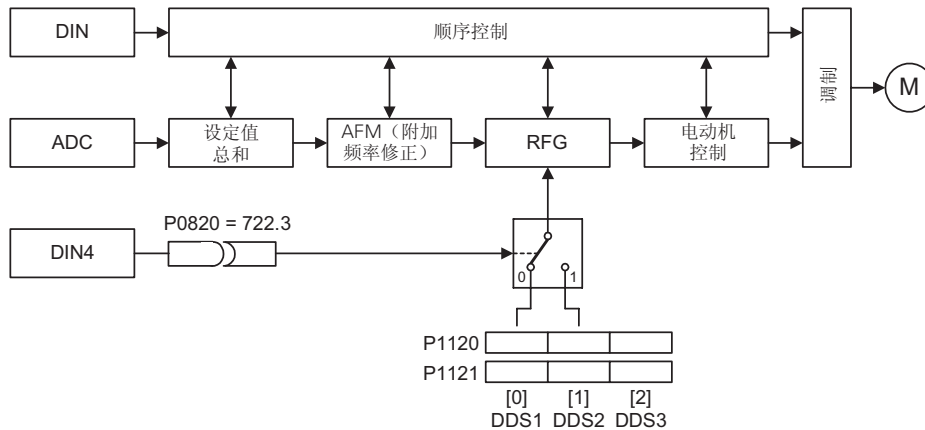 DIN
顺序控制
调制
M
ADC
设定值
总和
AFM（附加
频率修正）
RFG
电动机
控制
P0820 = 722.3
DIN4
0
1
P1120
P1121
[0] [1] [2]
DDS1 DDS2 DDS3